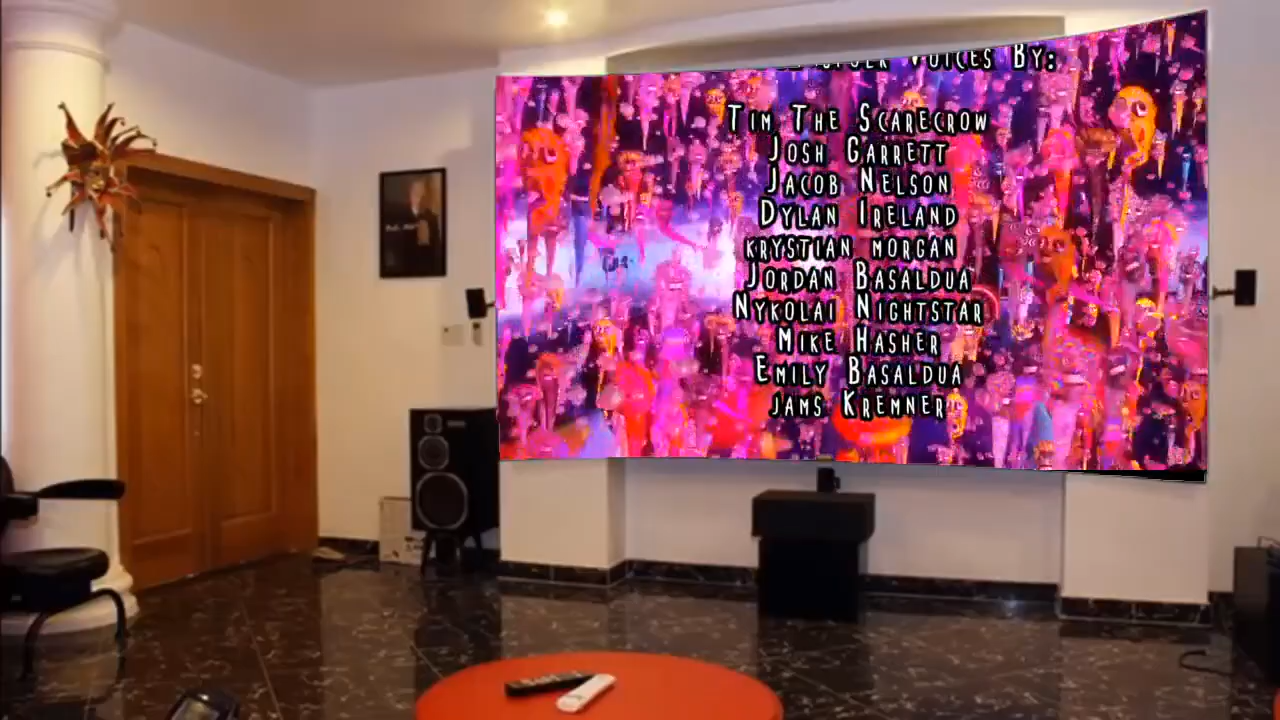 VOICES BY:
TIM THE SCARECROW
JOSH GARRETT
JACOB NELSON
DYLAN IRELAND
KRYSTIAN MORGAN
JORDAN BASALDUA
NYKOLAI NIGHTSTAR
MIKE HASHER
EMILY BASALDUA
JAMS KREMNER